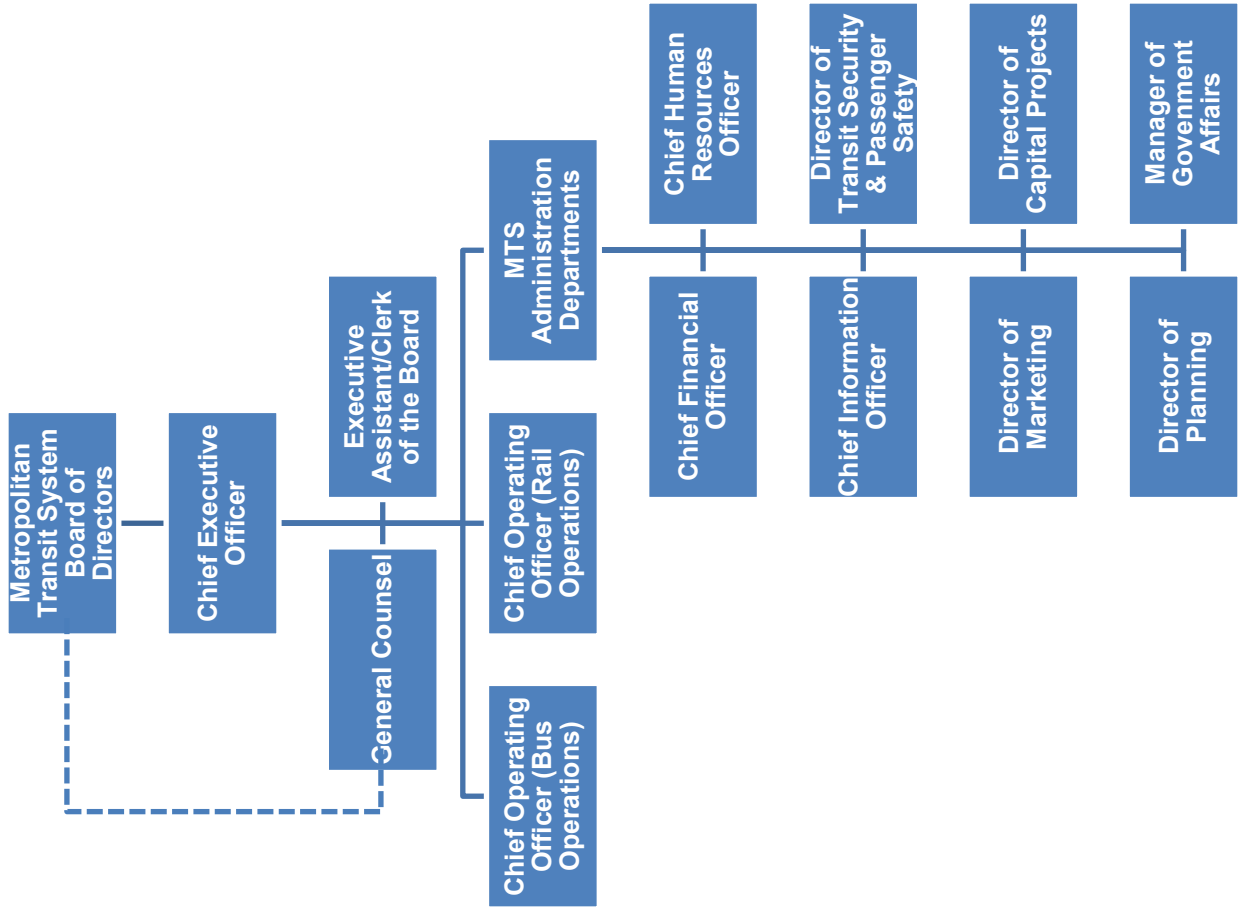 Metropolitan
Transit System
Board of
Directors
Chief Executive
Officer
General Counsel
Executive
Assistant/Clerk
of the Board
Chief Operating
Officer (Bus
Operations)
Chief Operating
Officer (Rail
Operations)
MTS
Administration
Departments
Chief Financial
Officer
Chief Human
Resources
Officer
Chief Information
Officer
Director of
Transit Security
& Passenger
Safety
Director of
Marketing
Director of
Capital Projects
Director of
Planning
Manager of
Govenment
Affairs